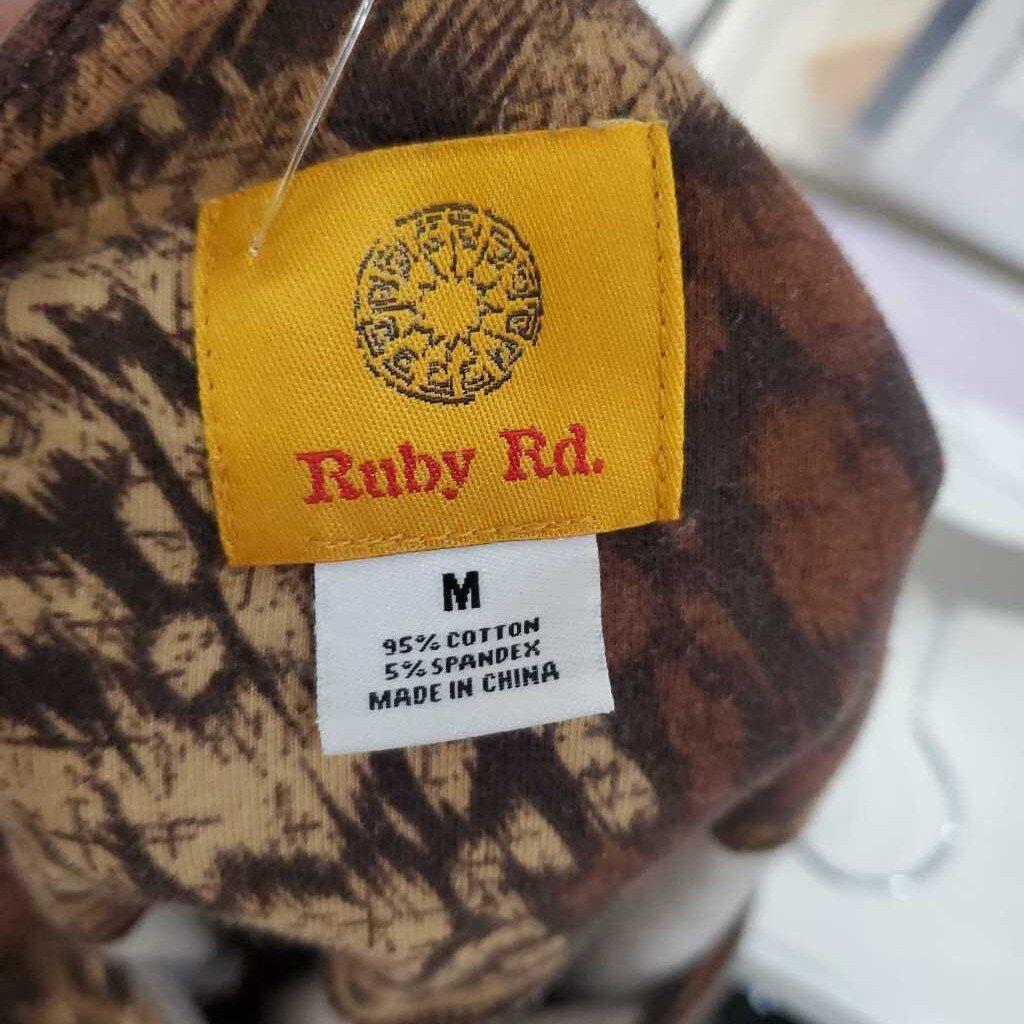 Ruby Rd.
M
95% COTTON
5% SPANDEX
MADE IN CHINA